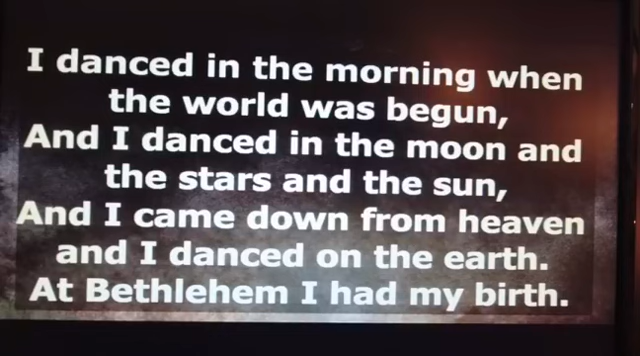 I danced in the morning when
the world was begun,
And I danced in the moon and
the stars and the sun,
And I came down from heaven
and I danced on the earth.
At Bethlehem I had my birth.